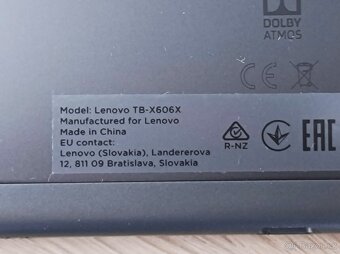 DOLBY
ATMOS
Model: Lenovo TB-X606X
Manufactured for Lenovo
Made in China
EU contact:
Lenovo (Slovakia), Landererova
12, 811 09 Bratislava, Slovakia
R-NZ
CE
EAC